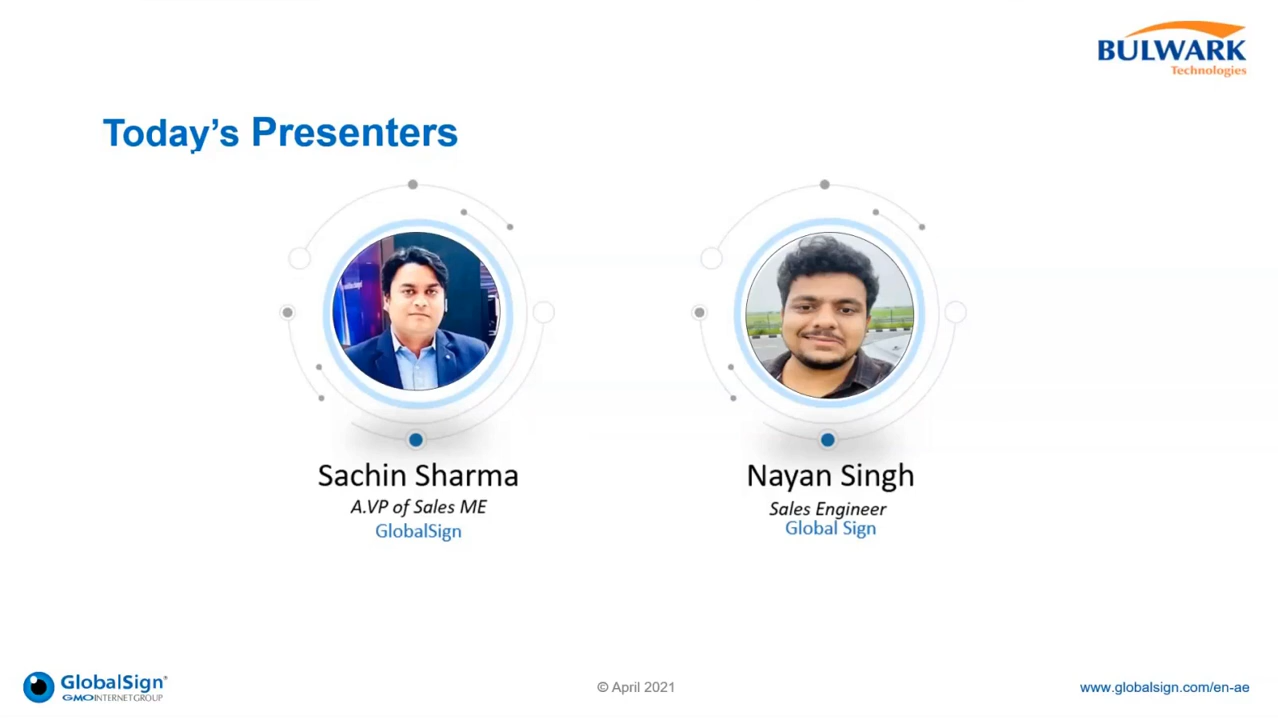 BULWARK
Technologies
Today’s Presenters
Sachin Sharma
A.VP of Sales ME
GlobalSign
Nayan Singh
Sales Engineer
Global Sign
GlobalSign®
GMO INTERNET GROUP
© April 2021
www.globalsign.com/en-ae